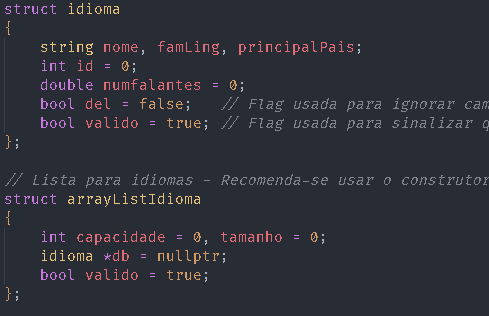 struct idioma
{
string nome, famLing, principalPais;
int id = 0;
double numfalantes = 0;
bool del = false; // Flag usada para ignorar
bool valido = true; // Flag usada para sinalizar
};
// Lista para idiomas - Recomenda-se usar o construtor
struct arrayListIdioma
{
int capacidade = 0, tamanho = 0;
idioma *db = nullptr;
bool valido = true;
};